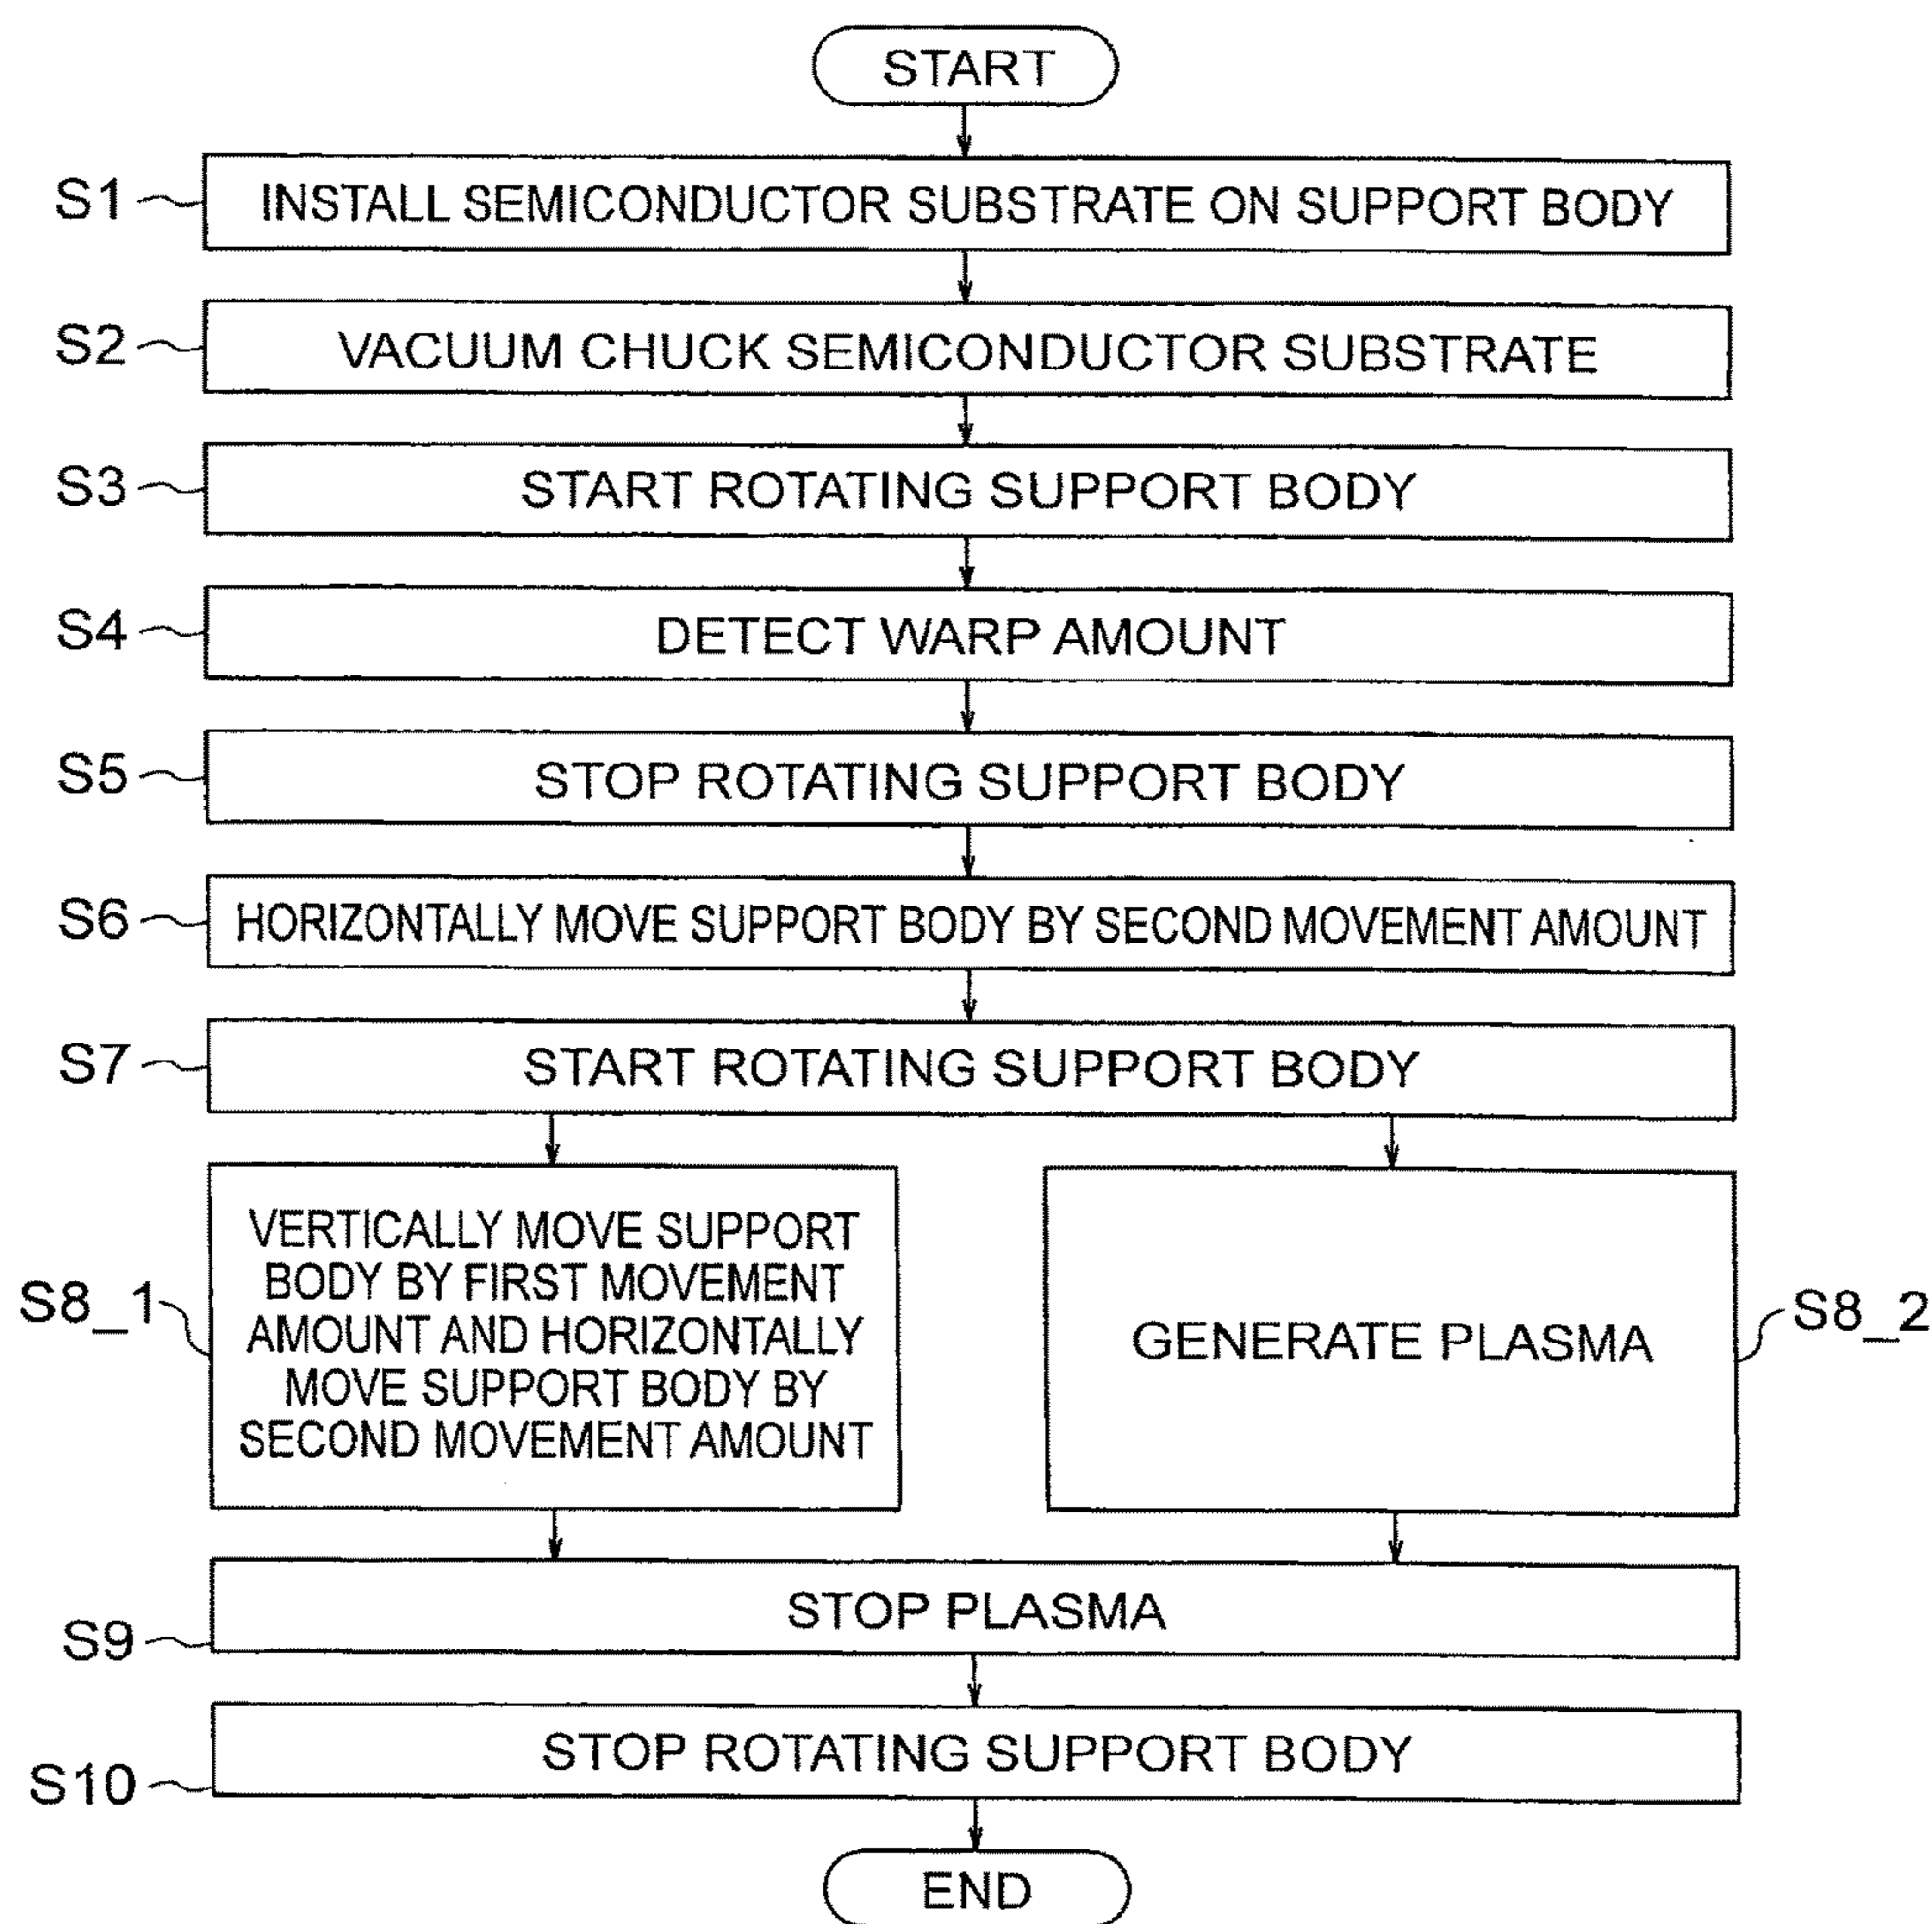 START
S1
INSTALL SEMICONDUCTOR SUBSTRATE ON SUPPORT BODY
S2
VACUUM CHUCK SEMICONDUCTOR SUBSTRATE
S3
START ROTATING SUPPORT BODY
S4
DETECT WARP AMOUNT
S5
STOP ROTATING SUPPORT BODY
S6
HORIZONTALLY MOVE SUPPORT BODY BY SECOND MOVEMENT AMOUNT
S7
START ROTATING SUPPORT BODY
S8_1
VERTICALLY MOVE SUPPORT
BODY BY FIRST MOVEMENT
AMOUNT AND HORIZONTALLY
MOVE SUPPORT BODY BY
SECOND MOVEMENT AMOUNT
GENERATE PLASMA
S8_2
S9
STOP PLASMA
S10
STOP ROTATING SUPPORT BODY
END